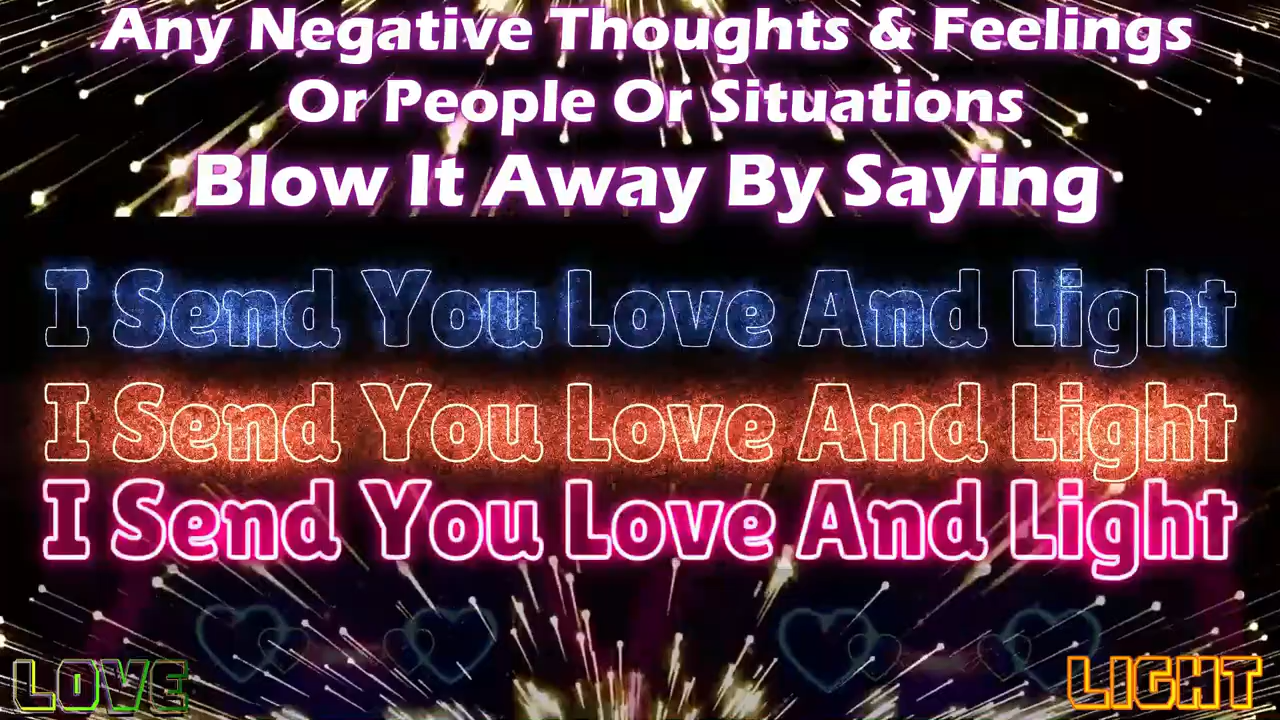 Any Negative Thoughts & Feelings
Or People Or Situations
Blow It Away By Saying
I Send You Love And Light
I Send You Love And Light
I Send You Love And Light
LOVE
LIGHT